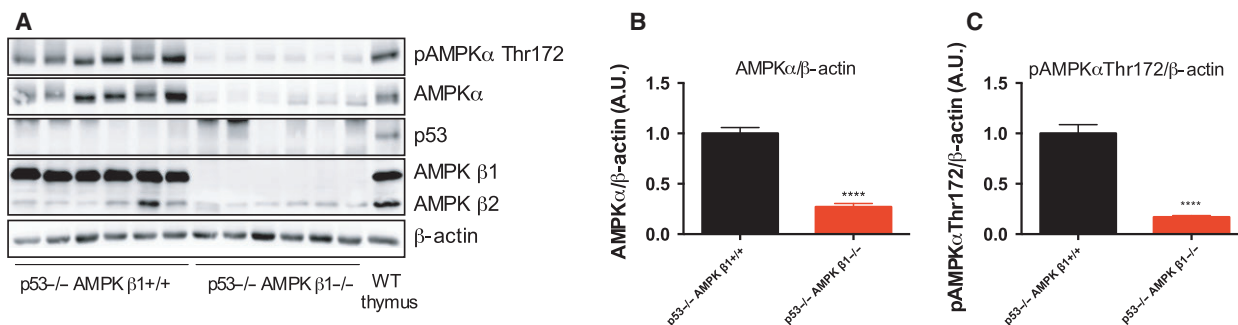 A
pAMPKα Thr172
AMPKα
p53
AMPK β1
AMPK β2
β-actin
p53–/– AMPK β1+/+
p53–/– AMPK β1–/–
WT
thymus
B
AMPKα/β-actin
AMPKα/β-actin (A.U.)
1.5
1.0
0.5
0.0
****
p53–/– AMPK β1+/+
p53–/– AMPK β1–/–
C
pAMPKαThr172/β-actin
pAMPKαThr172/β-actin (A.U.)
1.5
1.0
0.5
0.0
****
p53–/– AMPK β1+/+
p53–/– AMPK β1–/–